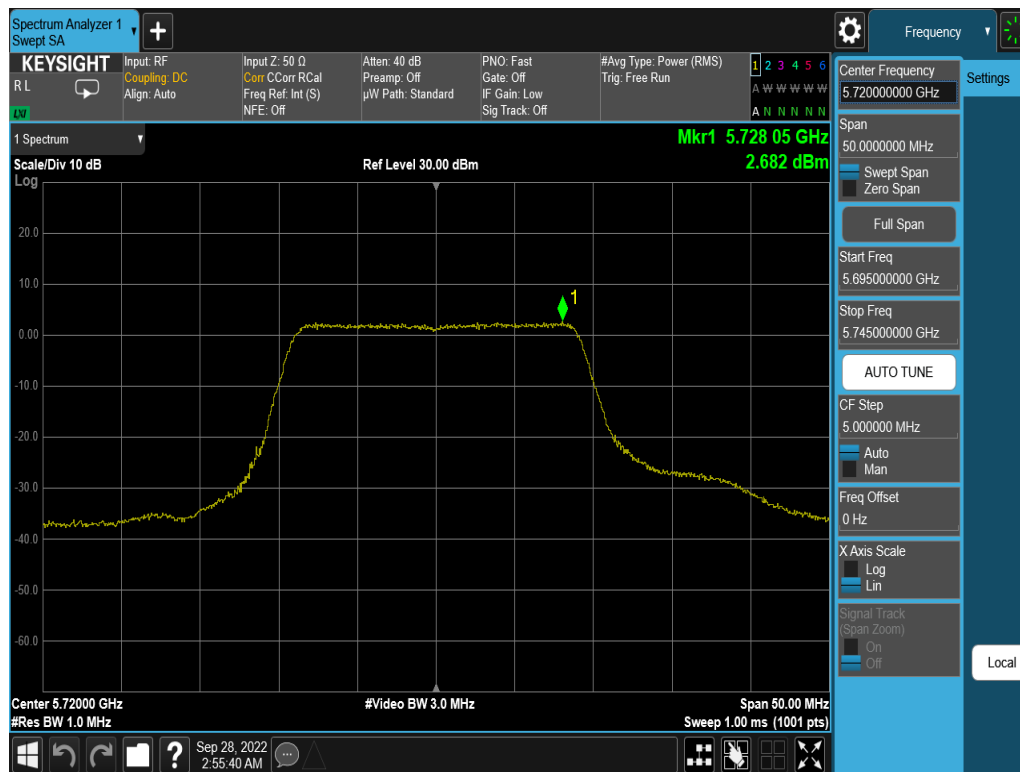 Spectrum Analyzer 1
Swept SA
+
Frequency
KEYSIGHT
R L
LXI
Input: RF
Coupling: DC
Align: Auto
Input Z: 50 Ω
Corr CCorr RCal
Freq Ref: Int (S)
NFE: Off
Atten: 40 dB
Preamp: Off
µW Path: Standard
PNO: Fast
Gate: Off
IF Gain: Low
Sig Track: Off
#Avg Type: Power (RMS)
Trig: Free Run
1 2 3 4 5 6
A W W W W W
A N N N N N
1 Spectrum
Scale/Div 10 dB
Log
Ref Level 30.00 dBm
Mkr1 5.728 05 GHz
2.682 dBm
20.0
10.0
0.00
-10.0
-20.0
-30.0
-40.0
-50.0
-60.0
1
Center 5.72000 GHz
#Res BW 1.0 MHz
#Video BW 3.0 MHz
Span 50.00 MHz
Sweep 1.00 ms (1001 pts)
Center Frequency
5.720000000 GHz
Settings
Span
50.0000000 MHz
Swept Span
Zero Span
Full Span
Start Freq
5.695000000 GHz
Stop Freq
5.745000000 GHz
AUTO TUNE
CF Step
5.000000 MHz
Auto
Man
Freq Offset
0 Hz
X Axis Scale
Log
Lin
Signal Track
(Span Zoom)
On
Off
Local
?
Sep 28, 2022
2:55:40 AM